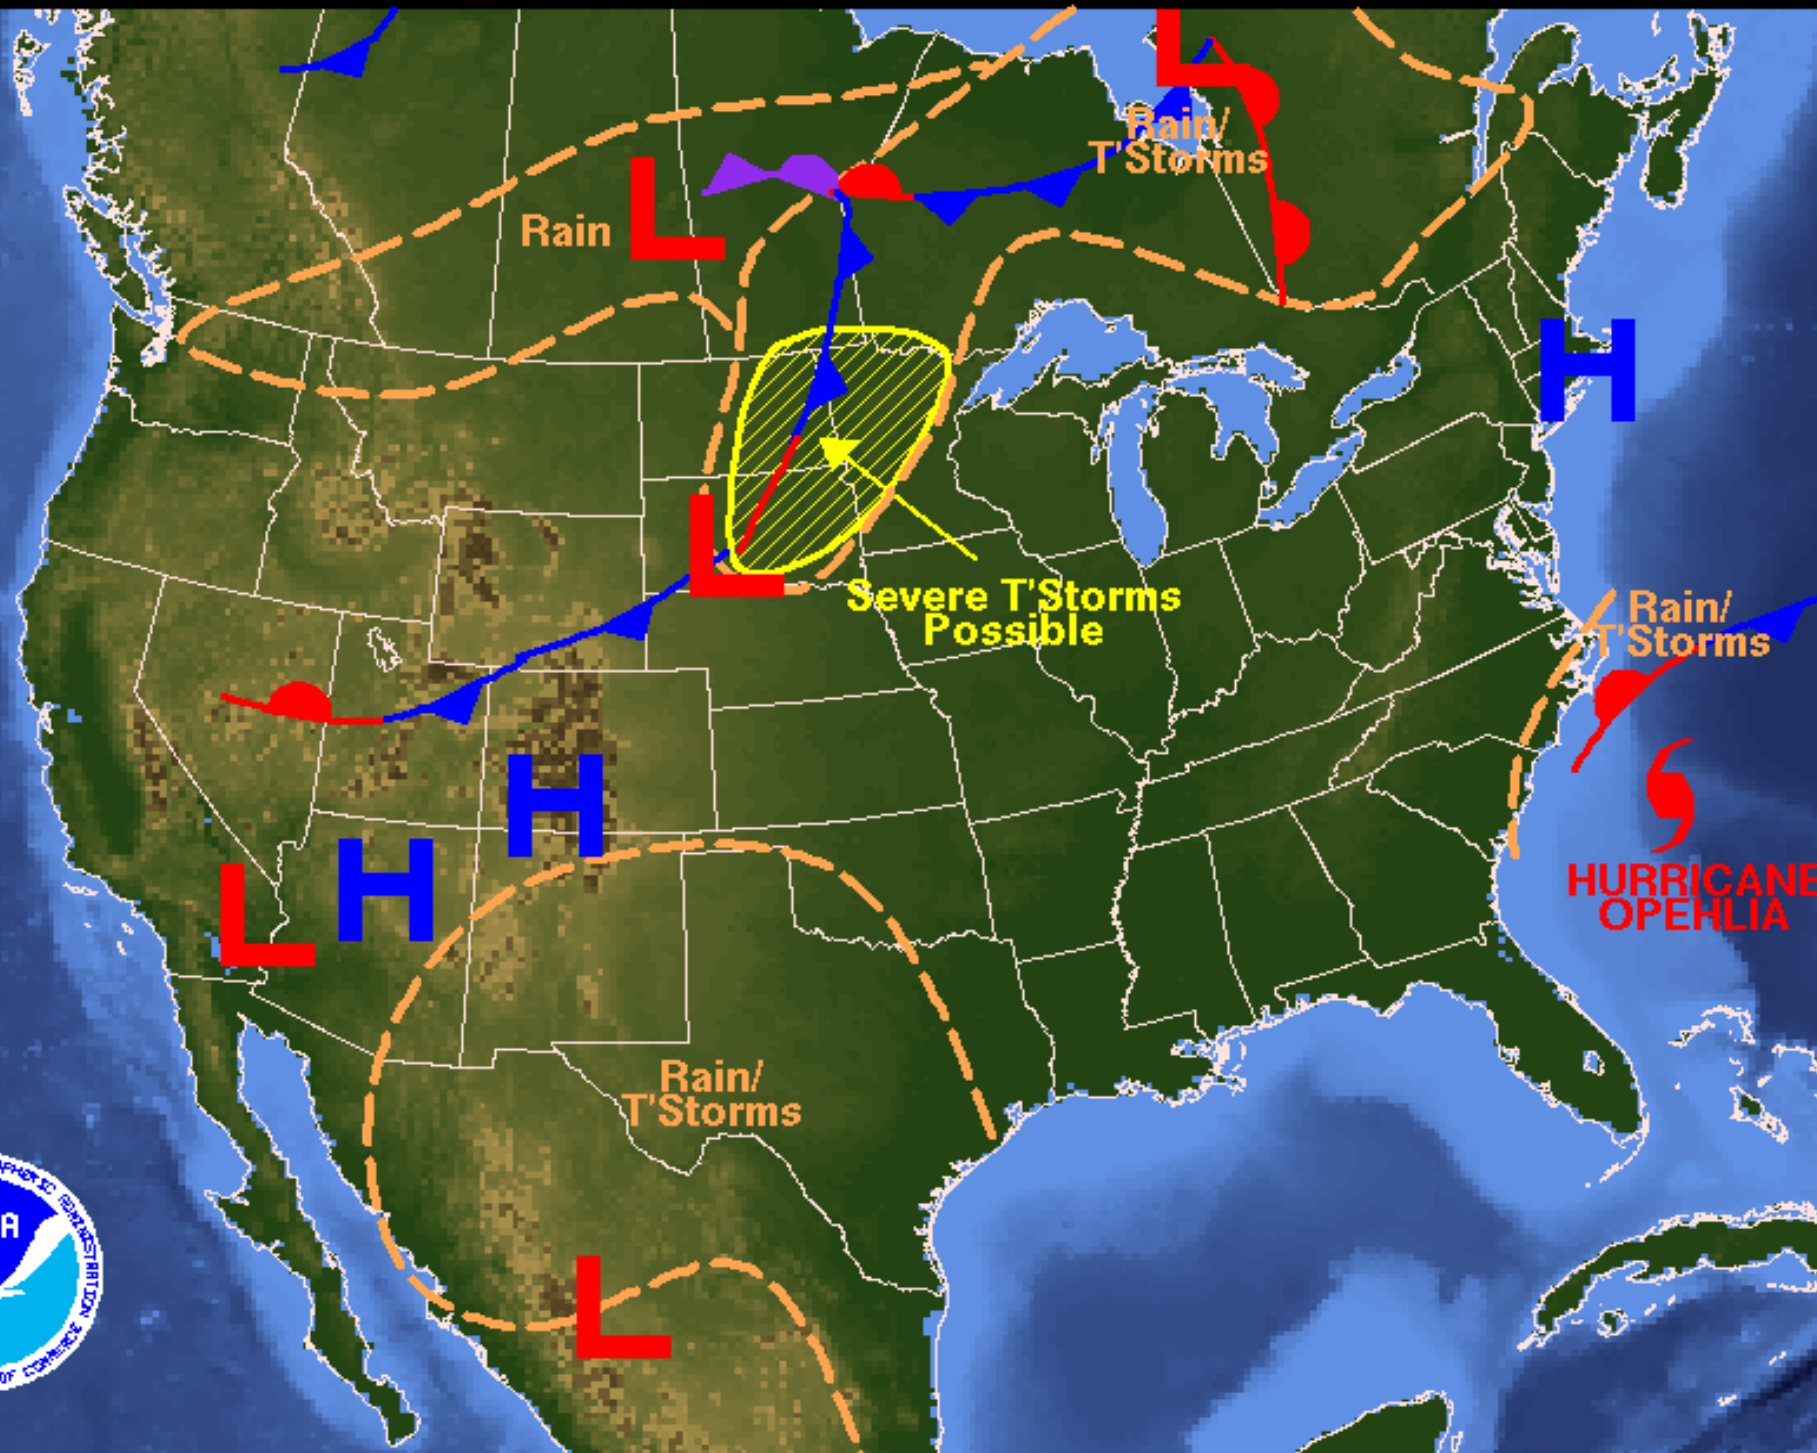 L
Rain/
T'Storms
Rain
L
H
L
Severe T'Storms
Possible
Rain/
T'Storms
H
H
L
HURRICANE
OPEHLIA
Rain/
T'Storms
L
A